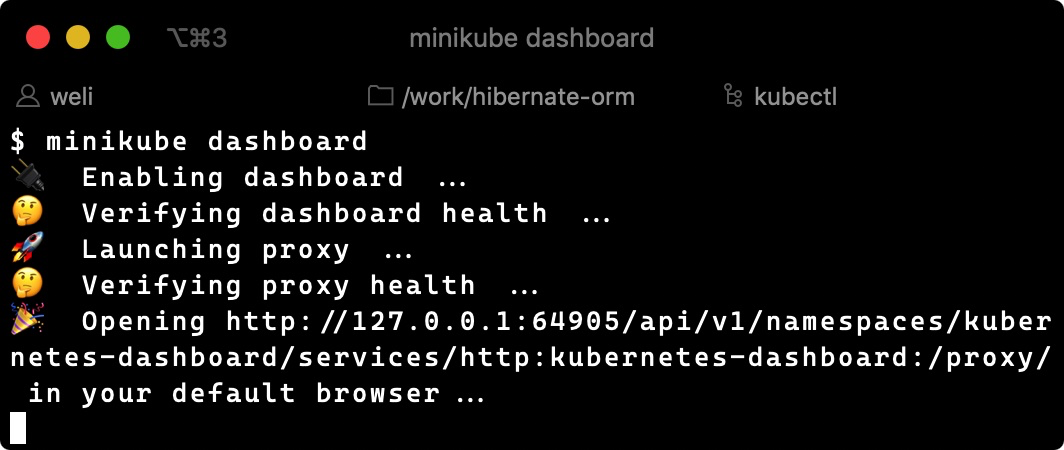 ⌥⌘3 minikube dashboard
weli /work/hibernate-orm kubectl
$ minikube dashboard
🔌 Enabling dashboard ...
🤔 Verifying dashboard health ...
🚀 Launching proxy ...
🤔 Verifying proxy health ...
🎉 Opening http://127.0.0.1:64905/api/v1/namespaces/kuber
netes-dashboard/services/http:kubernetes-dashboard:/proxy/
in your default browser...